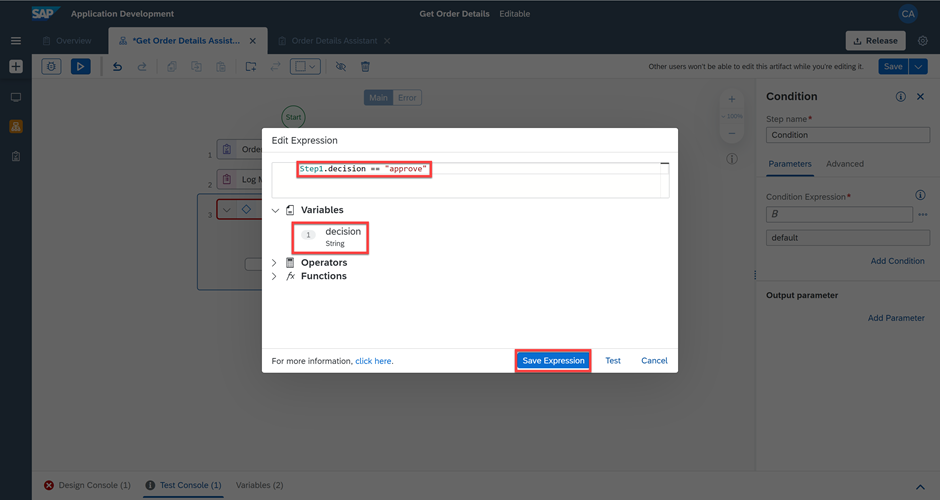 SAP Application Development Get Order Details Editable CA
Overview *Get Order Details Assist... Order Details Assistant Release
Other users won't be able to edit this artifact while you're editing it. Save
Main Error
Start
1 Order
2 Log M
3
100%
Condition
Step name*
Condition
Parameters Advanced
Condition Expression*
B
default
Add Condition
Output parameter
Add Parameter
Edit Expression
Step1.decision == "approve"
Variables
1 decision
String
Operators
fx Functions
For more information, click here. Save Expression Test Cancel
Design Console (1) Test Console (1) Variables (2)